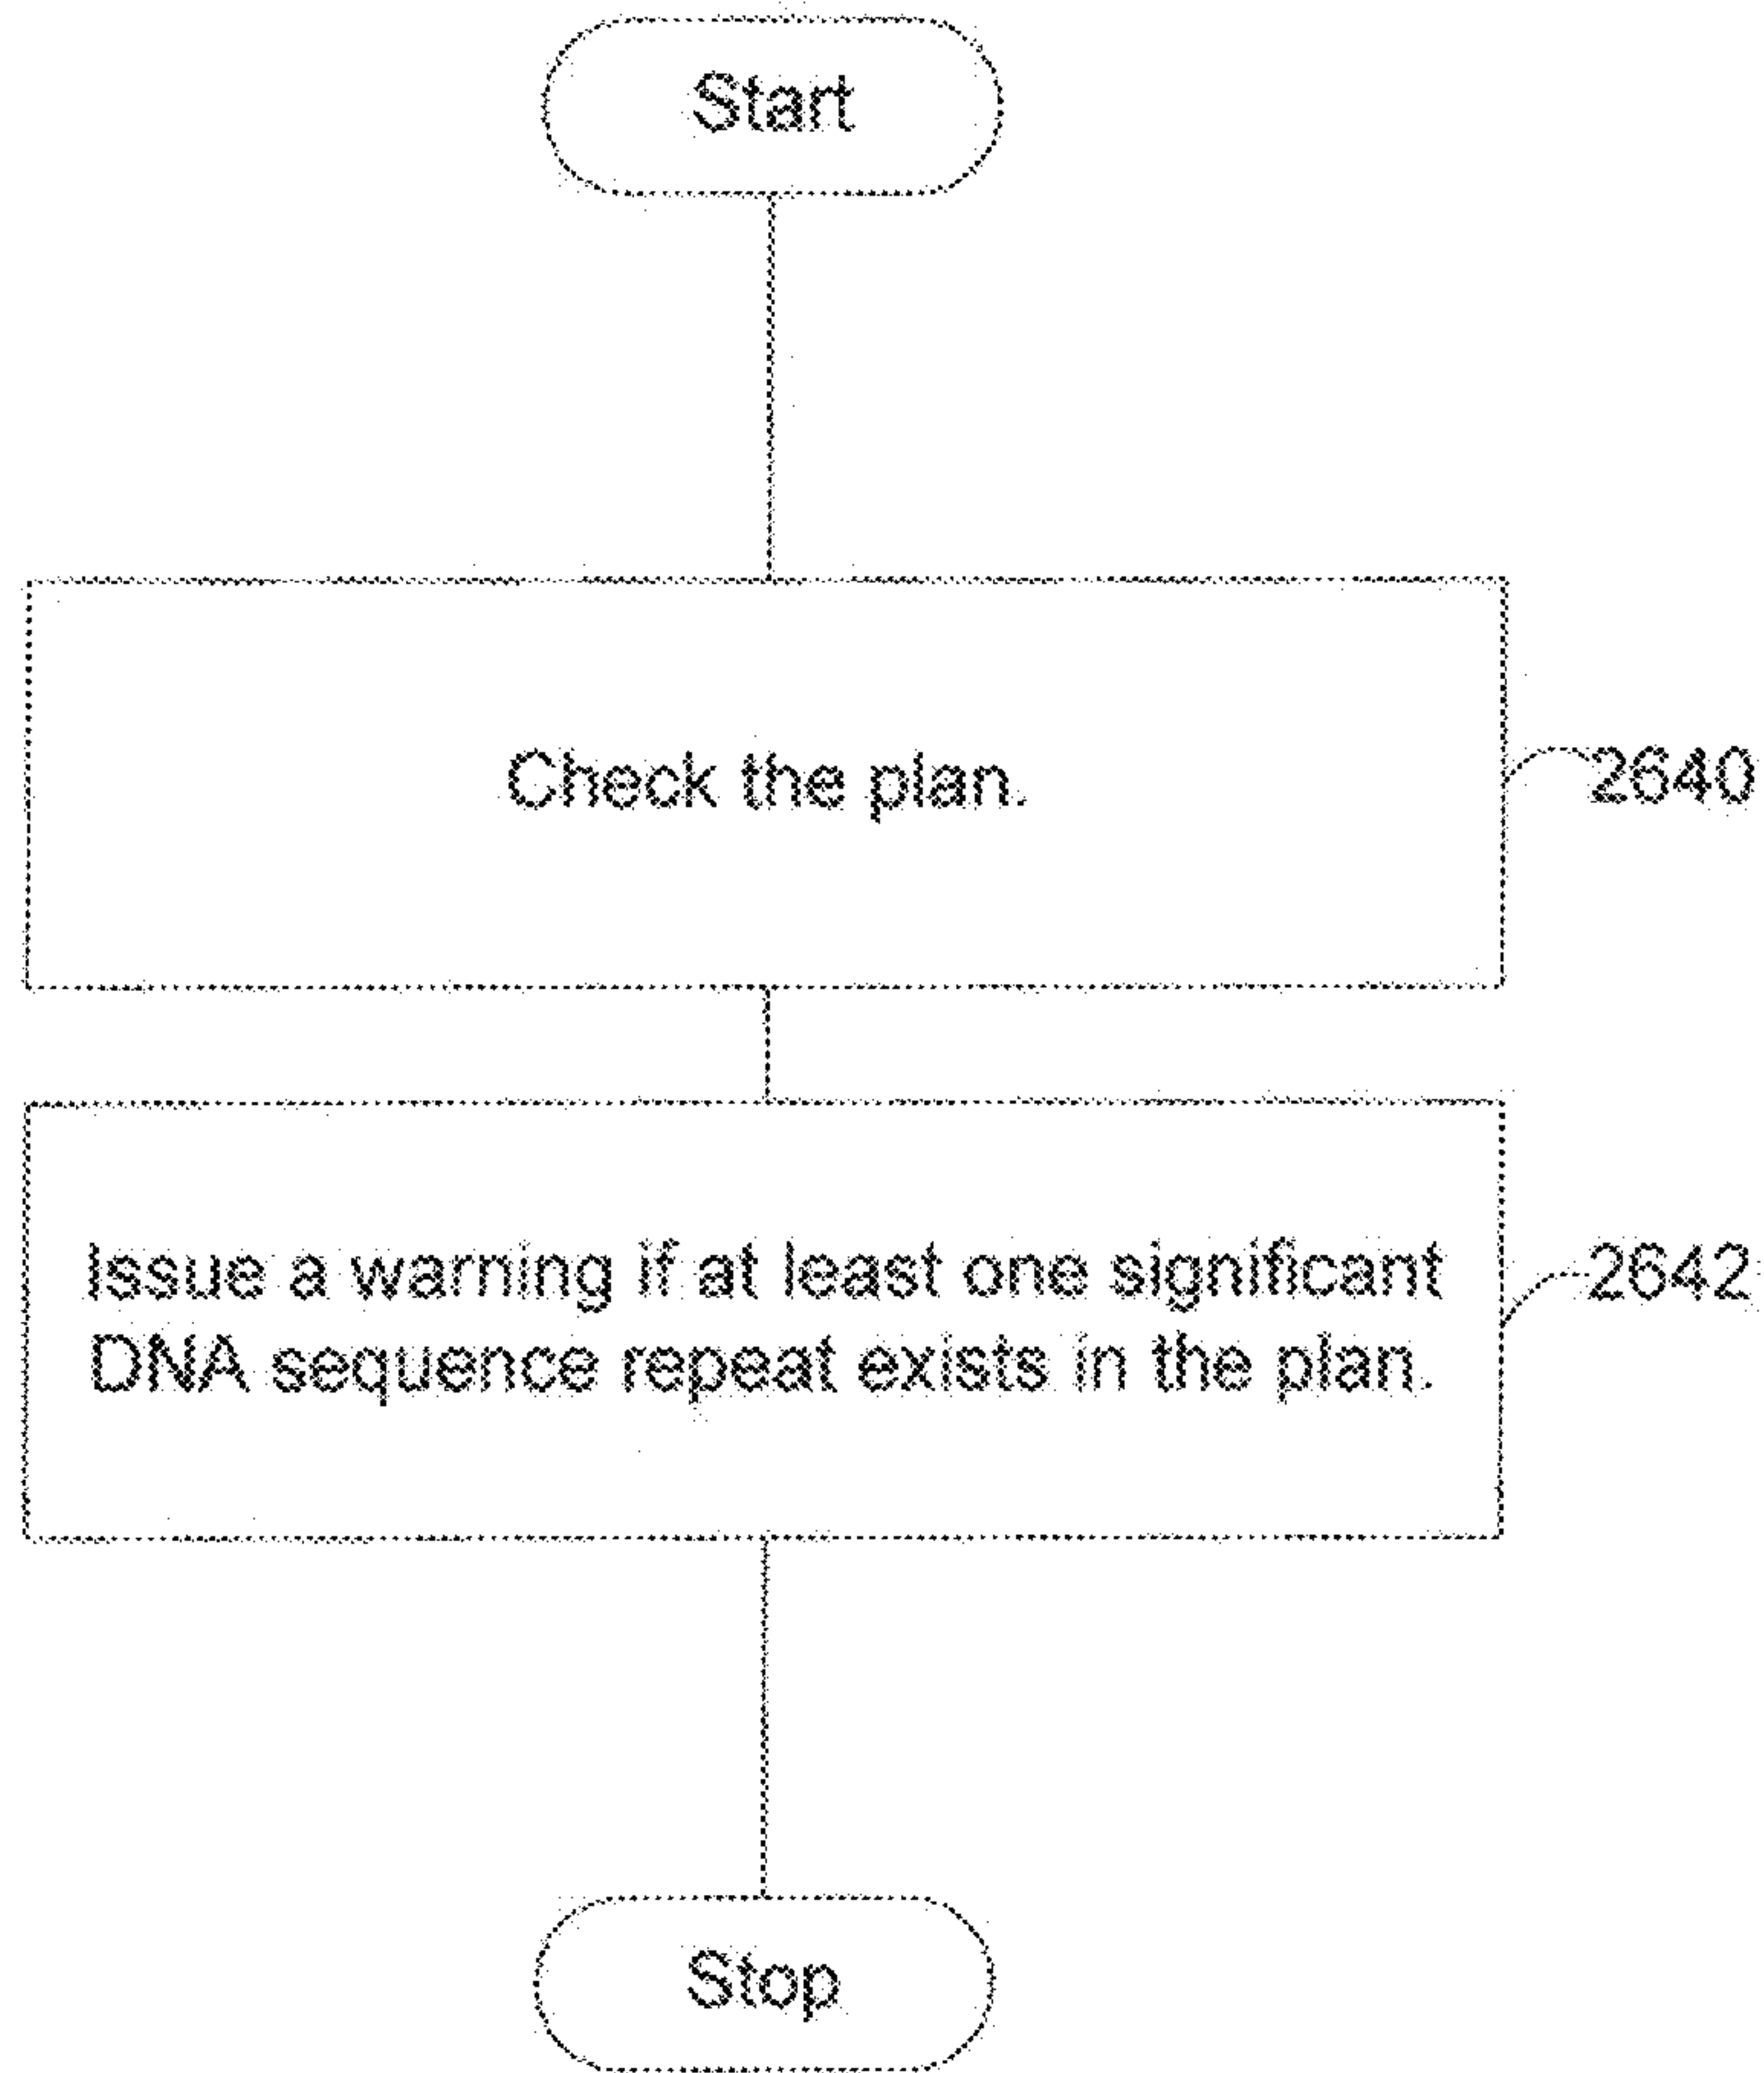 Start
Check the plan.
2640
Issue a warning if at least one significant
DNA sequence repeat exists in the plan.
2642
Stop